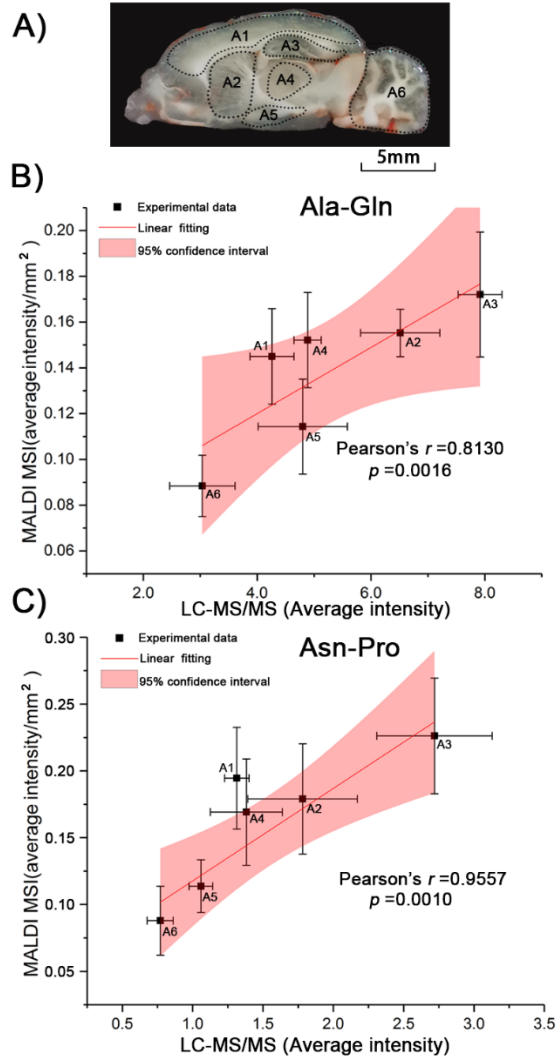 A)
A1
A3
A2
A4
A5
A6
5mm
B)
Ala-Gln
Experimental data
Linear fitting
95% confidence interval
MALDI MSI(average intensity/mm²)
0.20
0.18
0.16
0.14
0.12
0.10
0.08
0.06
A3
A2
A1
A4
A5
A6
Pearson's r =0.8130
p =0.0016
2.0 4.0 6.0 8.0
LC-MS/MS (Average intensity)
C)
Asn-Pro
Experimental data
Linear fitting
95% confidence interval
MALDI MSI(average intensity/mm²)
0.30
0.25
0.20
0.15
0.10
0.05
A3
A1
A2
A4
A5
A6
Pearson's r =0.9557
p =0.0010
0.5 1.0 1.5 2.0 2.5 3.0 3.5
LC-MS/MS (Average intensity)